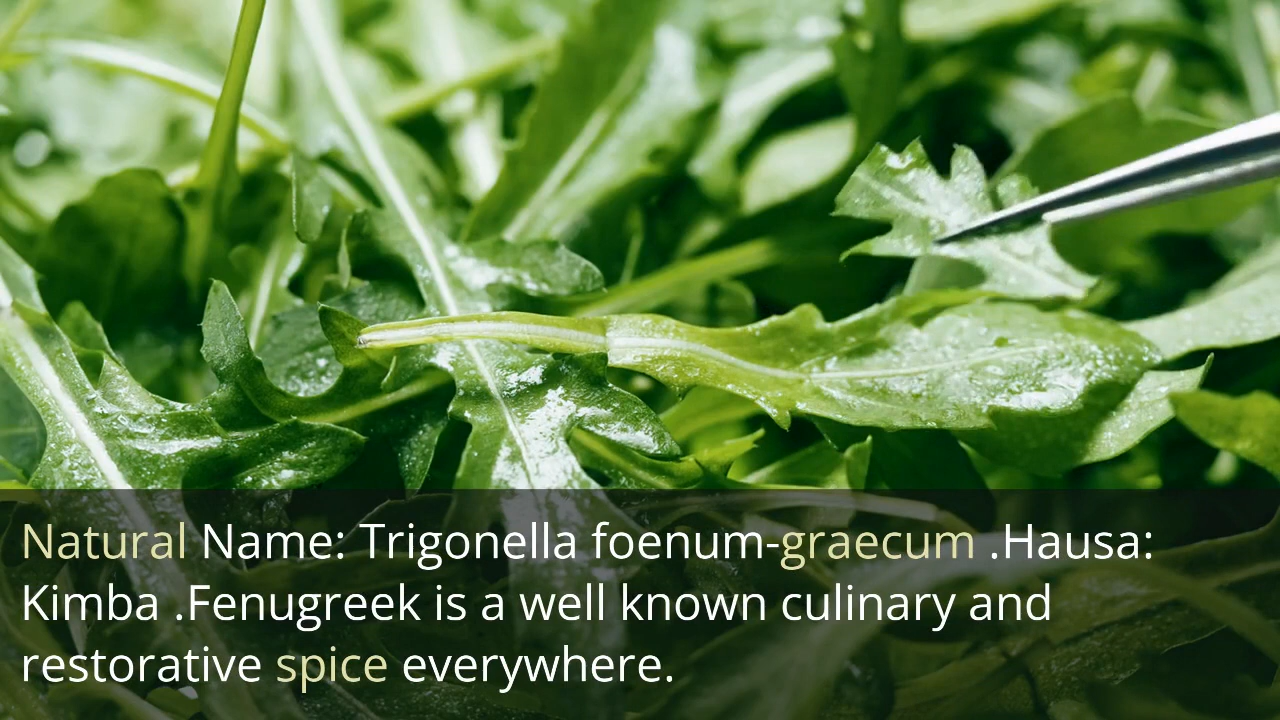 Natural Name: Trigonella foenum-graecum .Hausa:
Kimba .Fenugreek is a well known culinary and
restorative spice everywhere.